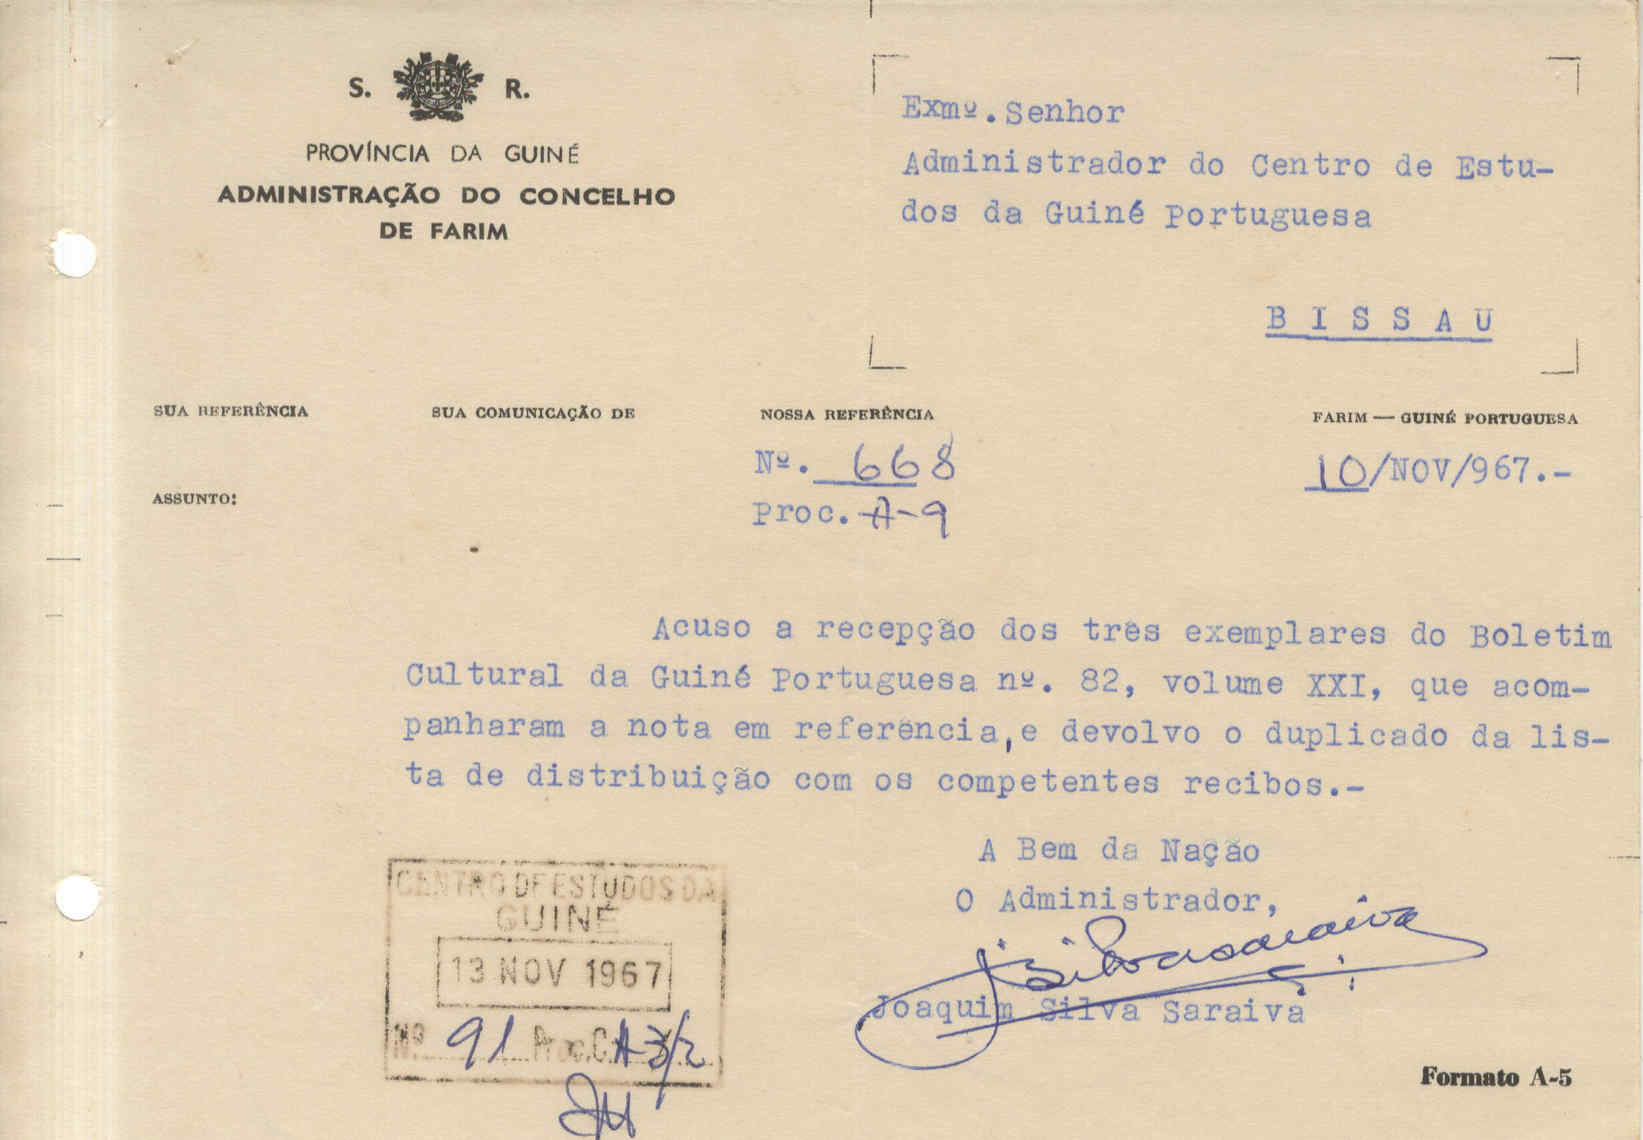 S. R.
PROVÍNCIA DA GUINÉ
ADMINISTRAÇÃO DO CONCELHO
DE FARIM
Exmº. Senhor
Administrador do Centro de Estu-
dos da Guiné Portuguesa
B I S S A U
SUA REFERÊNCIA
SUA COMUNICAÇÃO DE
NOSSA REFERÊNCIA
FARIM — GUINÉ PORTUGUESA
Nº. 668
10/NOV/967.-
Proc. A-9
ASSUNTO:
Acuso a recepção dos três exemplares do Boletim
Cultural da Guiné Portuguesa nº. 82, volume XXI, que acom-
panharam a nota em referência, e devolvo o duplicado da lis-
ta de distribuição com os competentes recibos.-
A Bem da Nação
O Administrador,
JSilvasaraiva
Joaquim Silva Saraiva
CENTRO DE ESTUDOS DA
GUINÉ
13 NOV 1967
Nº 91 Proc. A 3/2
Formato A-5